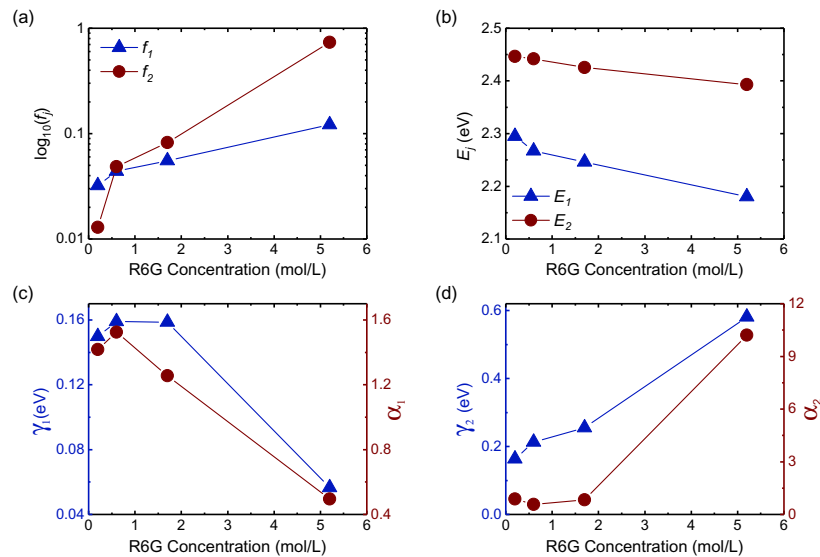 (a)
1
0.1
0.01
log10(fj)
f1
f2
0 1 2 3 4 5 6
R6G Concentration (mol/L)
(b)
2.5
2.4
2.3
2.2
2.1
Ej (eV)
E1
E2
0 1 2 3 4 5 6
R6G Concentration (mol/L)
(c)
0.16
0.12
0.08
0.04
γ1(eV)
1.6
1.2
0.8
0.4
α1
0 1 2 3 4 5 6
R6G Concentration (mol/L)
(d)
0.6
0.4
0.2
0.0
γ2 (eV)
12
9
6
3
0
α2
0 1 2 3 4 5 6
R6G Concentration (mol/L)